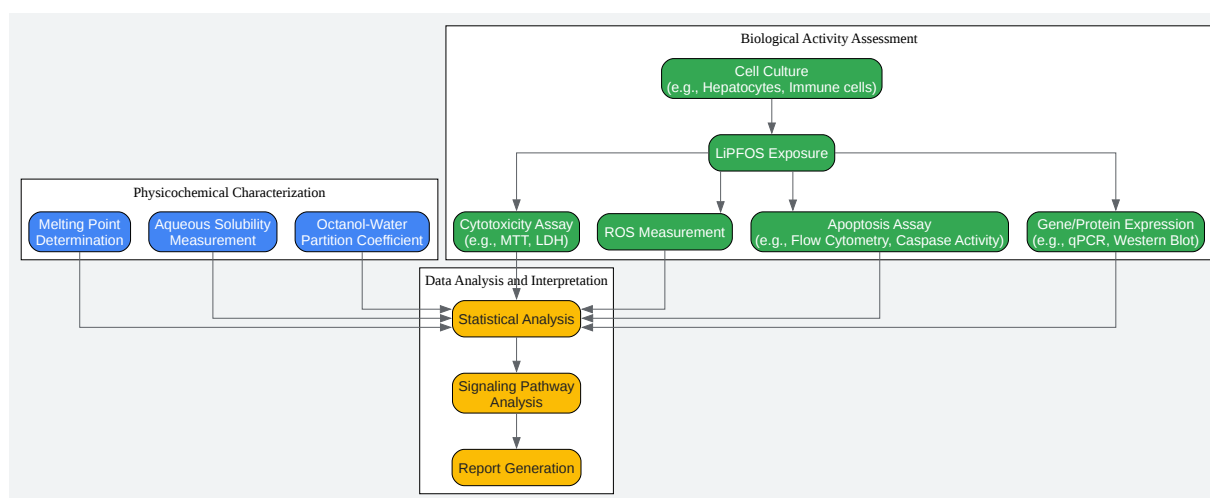 Biological Activity Assessment
Cell Culture
(e.g., Hepatocytes, Immune cells)
LiPFOS Exposure
Physicochemical Characterization
Melting Point
Determination
Aqueous Solubility
Measurement
Octanol-Water
Partition Coefficient
Cytotoxicity Assay
(e.g., MTT, LDH)
ROS Measurement
Apoptosis Assay
(e.g., Flow Cytometry, Caspase Activity)
Gene/Protein Expression
(e.g., qPCR, Western Blot)
Data Analysis and Interpretation
Statistical Analysis
Signaling Pathway
Analysis
Report Generation